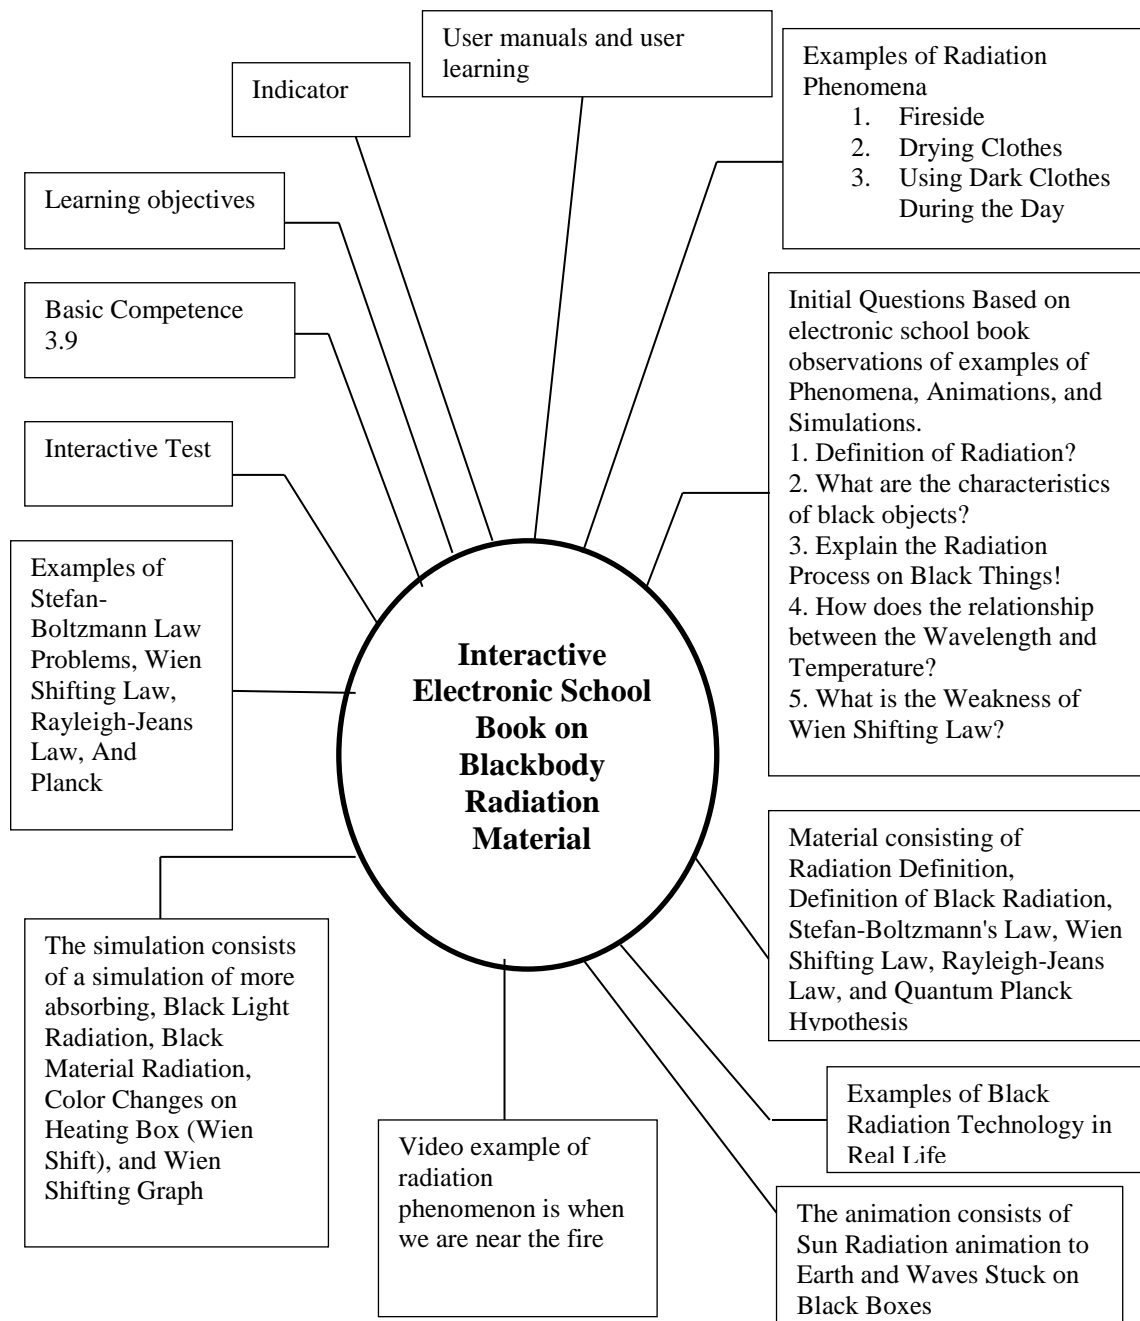 User manuals and user
learning
Indicator
Examples of Radiation
Phenomena
1. Fireside
2. Drying Clothes
3. Using Dark Clothes
During the Day
Learning objectives
Basic Competence
3.9
Initial Questions Based on
electronic school book
observations of examples of
Phenomena, Animations, and
Simulations.
1. Definition of Radiation?
2. What are the characteristics
of black objects?
3. Explain the Radiation
Process on Black Things!
4. How does the relationship
between the Wavelength and
Temperature?
5. What is the Weakness of
Wien Shifting Law?
Interactive Test
Examples of
Stefan-
Boltzmann Law
Problems, Wien
Shifting Law,
Rayleigh-Jeans
Law, And
Planck
Interactive
Electronic School
Book on
Blackbody
Radiation
Material
Material consisting of
Radiation Definition,
Definition of Black Radiation,
Stefan-Boltzmann's Law, Wien
Shifting Law, Rayleigh-Jeans
Law, and Quantum Planck
Hypothesis
The simulation consists
of a simulation of more
absorbing, Black Light
Radiation, Black
Material Radiation,
Color Changes on
Heating Box (Wien
Shift), and Wien
Shifting Graph
Video example of
radiation
phenomenon is when
we are near the fire
Examples of Black
Radiation Technology in
Real Life
The animation consists of
Sun Radiation animation to
Earth and Waves Stuck on
Black Boxes